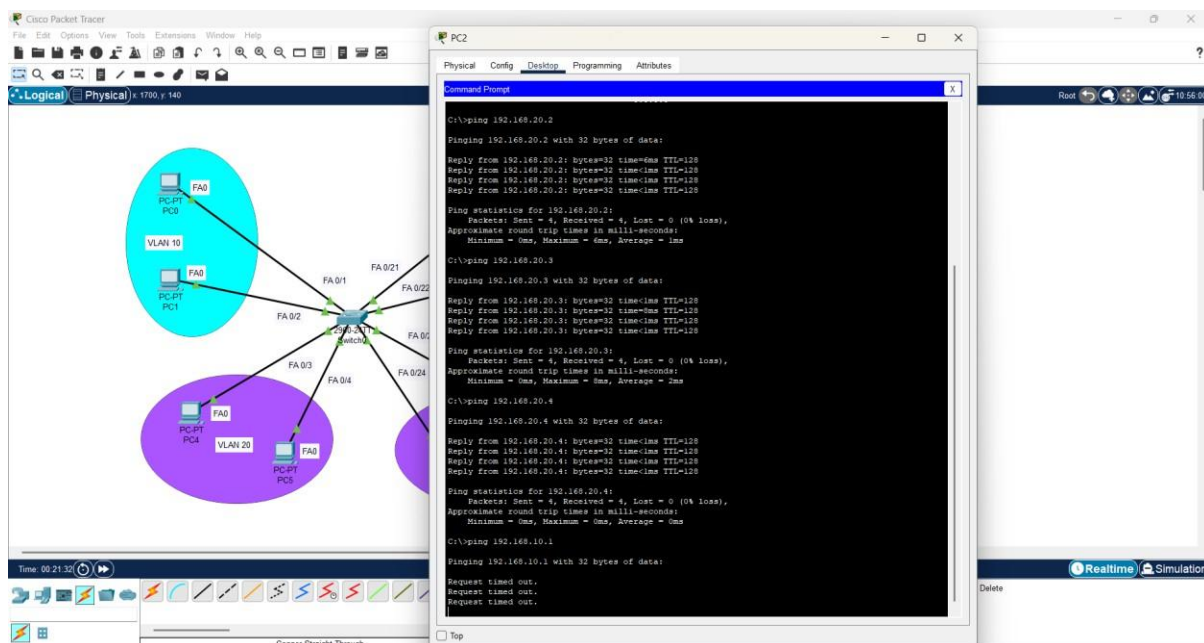 Cisco Packet Tracer
File Edit Options View Tools Extensions Window Help
Logical Physical x: 1700, y: 140
Root 10:56:00
PC2
Physical Config Desktop Programming Attributes
Command Prompt X
C:\>ping 192.168.20.2
Pinging 192.168.20.2 with 32 bytes of data:
Reply from 192.168.20.2: bytes=32 time=6ms TTL=128
Reply from 192.168.20.2: bytes=32 time<1ms TTL=128
Reply from 192.168.20.2: bytes=32 time<1ms TTL=128
Reply from 192.168.20.2: bytes=32 time<1ms TTL=128
Ping statistics for 192.168.20.2:
Packets: Sent = 4, Received = 4, Lost = 0 (0% loss),
Approximate round trip times in milli-seconds:
Minimum = 0ms, Maximum = 6ms, Average = 1ms
C:\>ping 192.168.20.3
Pinging 192.168.20.3 with 32 bytes of data:
Reply from 192.168.20.3: bytes=32 time<1ms TTL=128
Reply from 192.168.20.3: bytes=32 time=8ms TTL=128
Reply from 192.168.20.3: bytes=32 time<1ms TTL=128
Reply from 192.168.20.3: bytes=32 time<1ms TTL=128
Ping statistics for 192.168.20.3:
Packets: Sent = 4, Received = 4, Lost = 0 (0% loss),
Approximate round trip times in milli-seconds:
Minimum = 0ms, Maximum = 8ms, Average = 2ms
C:\>ping 192.168.20.4
Pinging 192.168.20.4 with 32 bytes of data:
Reply from 192.168.20.4: bytes=32 time<1ms TTL=128
Reply from 192.168.20.4: bytes=32 time<1ms TTL=128
Reply from 192.168.20.4: bytes=32 time<1ms TTL=128
Reply from 192.168.20.4: bytes=32 time<1ms TTL=128
Ping statistics for 192.168.20.4:
Packets: Sent = 4, Received = 4, Lost = 0 (0% loss),
Approximate round trip times in milli-seconds:
Minimum = 0ms, Maximum = 0ms, Average = 0ms
C:\>ping 192.168.10.1
Pinging 192.168.10.1 with 32 bytes of data:
Request timed out.
Request timed out.
Request timed out.
Top
FA0
PC-PT
PC0
VLAN 10
FA0
PC-PT
PC1
FA 0/1
FA 0/2
FA 0/21
FA 0/22
FA 0/3
FA 0/4
FA 0/24
FA0
PC-PT
PC4
VLAN 20
FA0
PC-PT
PC5
Time: 00:21:32
Realtime Simulation
Delete